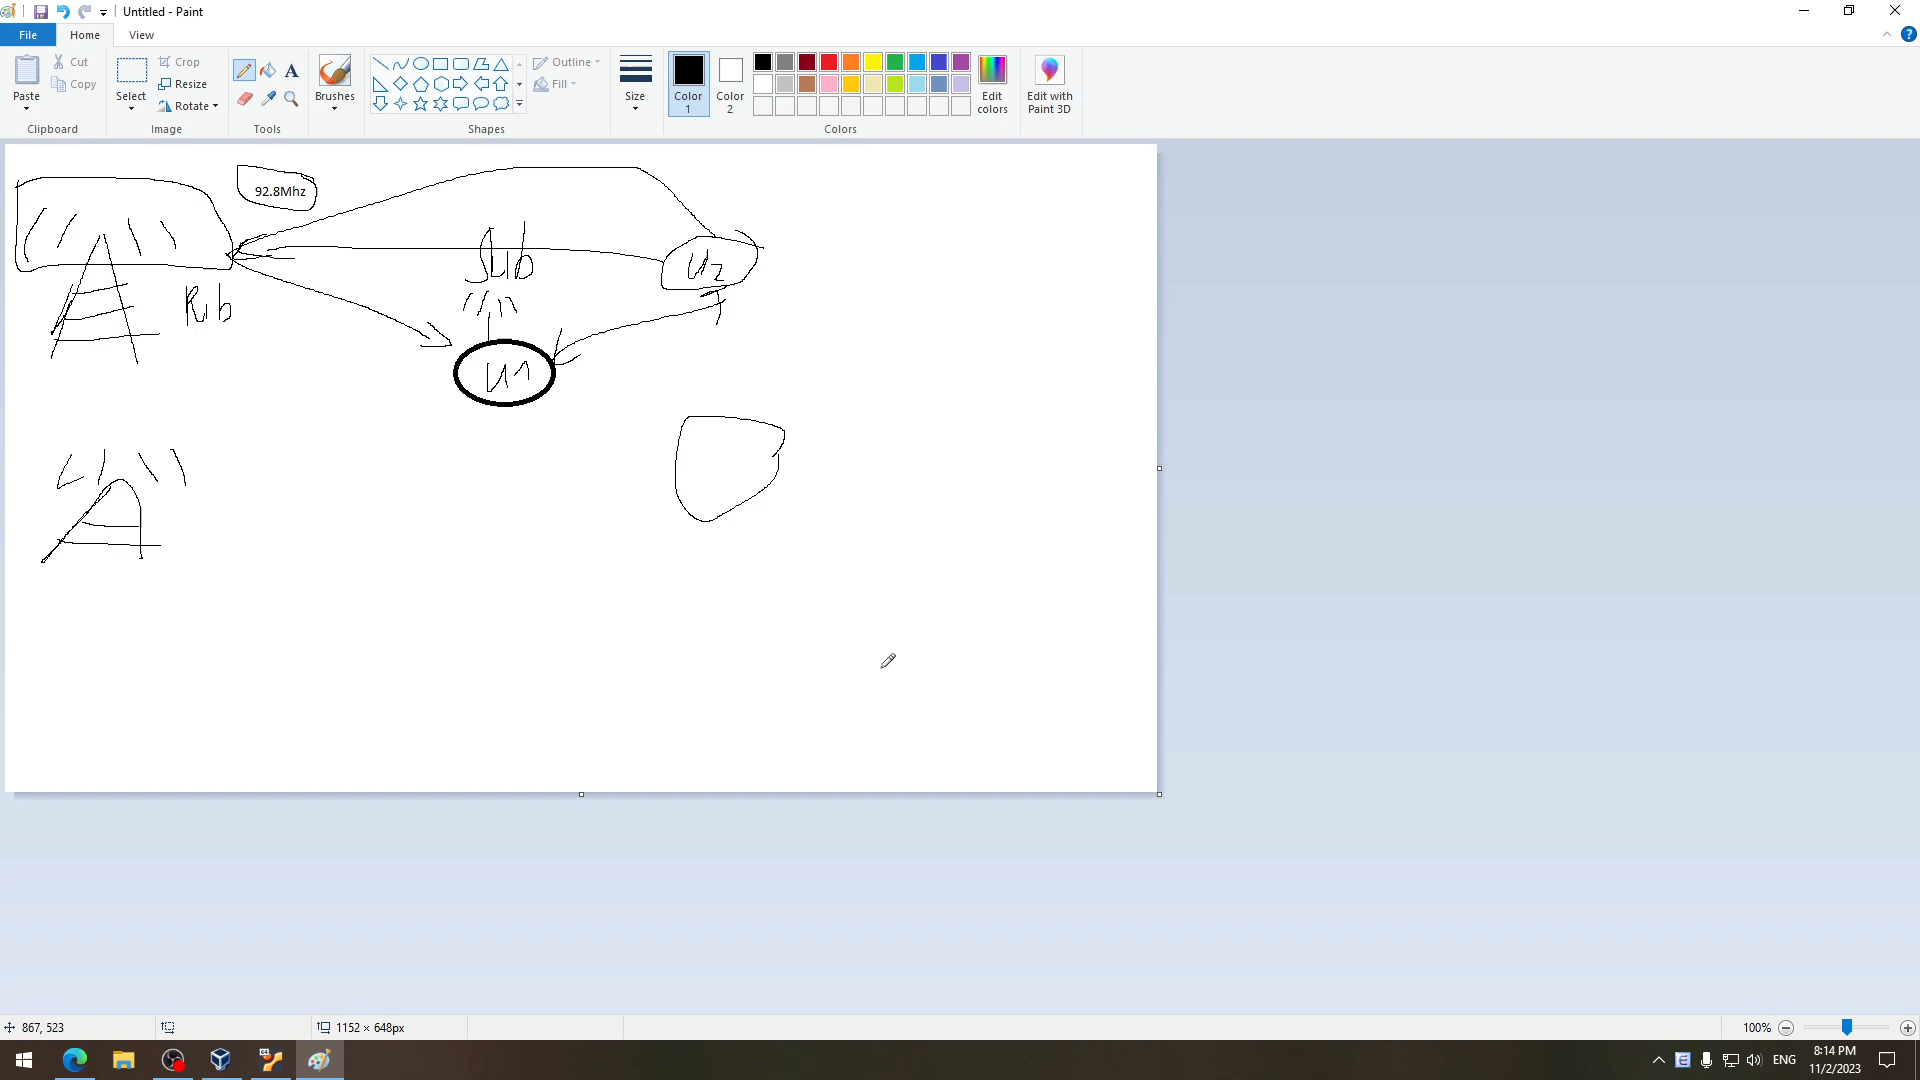 Untitled - Paint
File Home View
Paste
Cut
Copy
Clipboard
Select
Crop
Resize
Rotate
Image
Tools
Brushes
Shapes
Outline
Fill
Size
Color
1
Color
2
Edit
colors
Colors
Edit with
Paint 3D
92.8Mhz
U2
U1
867, 523
1152 × 648px
100%
64
ENG
8:14 PM
11/2/2023